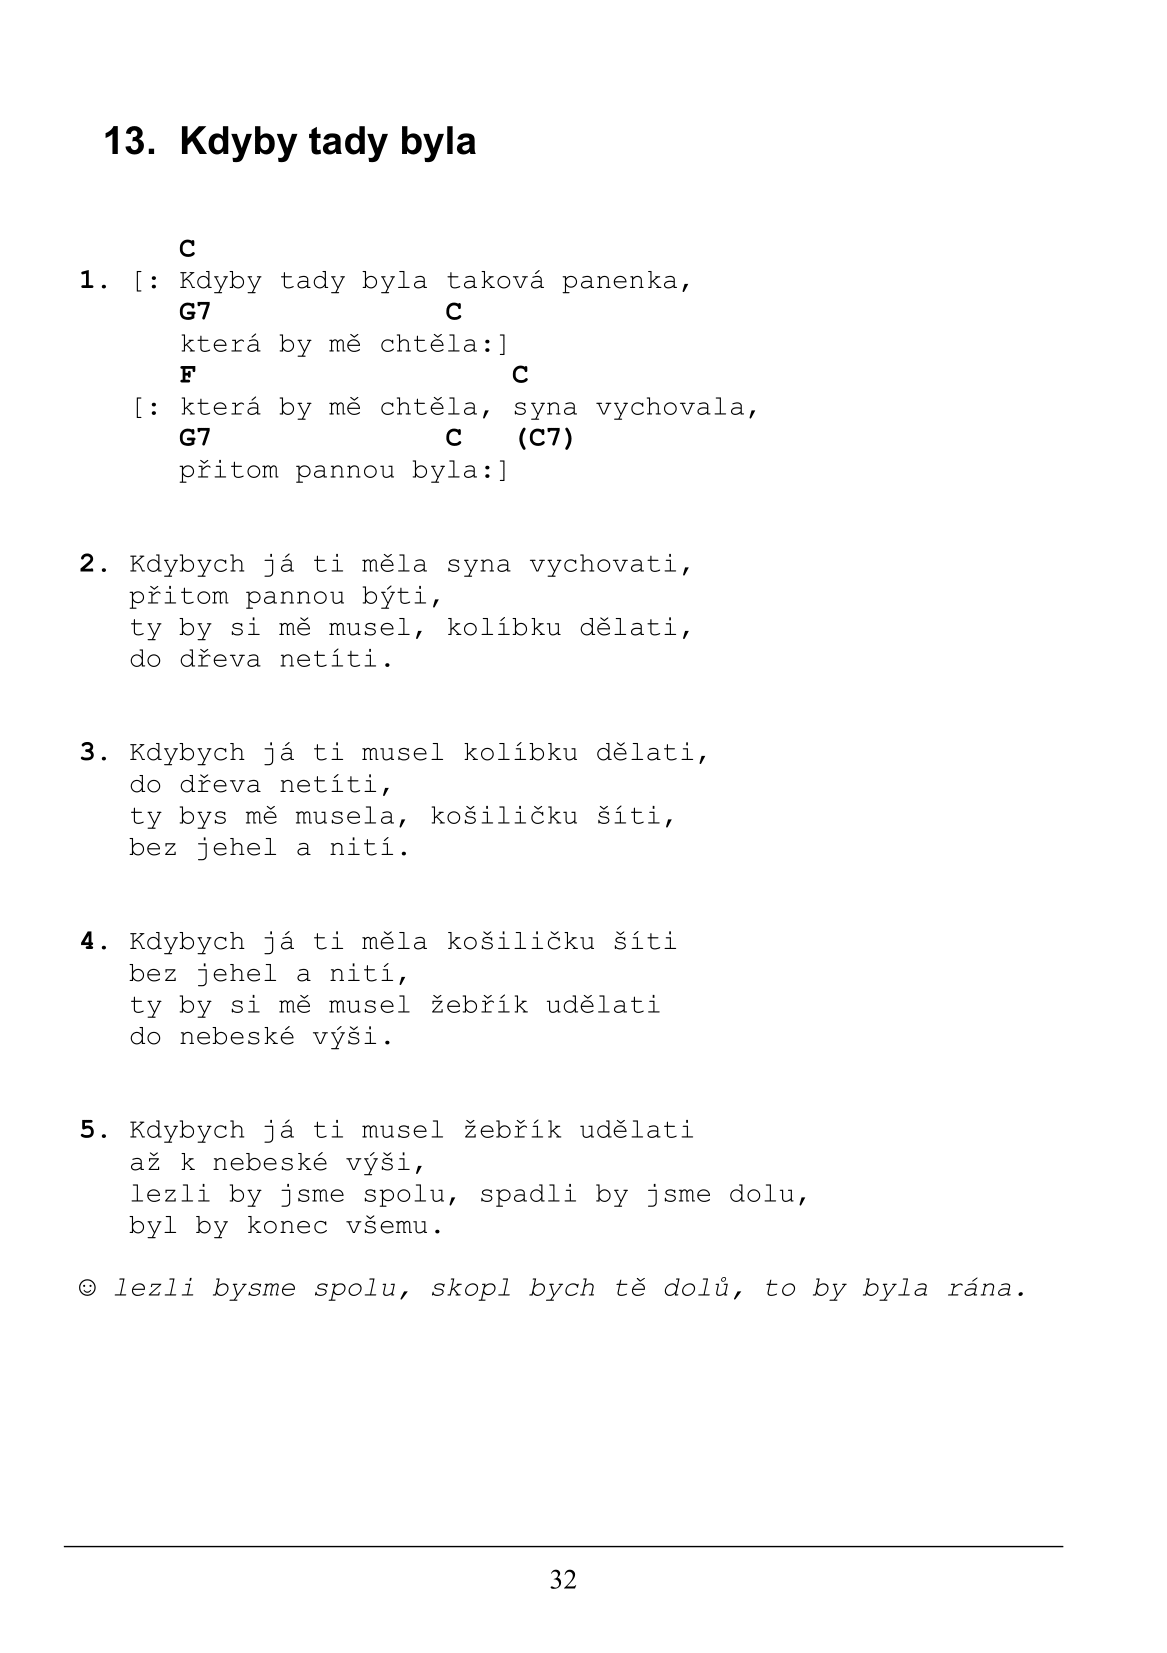 13. Kdyby tady byla
C
1. [: Kdyby tady byla taková panenka,
G7 C
která by mě chtěla:]
F C
[: která by mě chtěla, syna vychovala,
G7 C (C7)
přitom pannou byla:]
2. Kdybych já ti měla syna vychovati,
přitom pannou býti,
ty by si mě musel, kolíbku dělati,
do dřeva netíti.
3. Kdybych já ti musel kolíbku dělati,
do dřeva netíti,
ty bys mě musela, košiličku šíti,
bez jehel a nití.
4. Kdybych já ti měla košiličku šíti
bez jehel a nití,
ty by si mě musel žebřík udělati
do nebeské výši.
5. Kdybych já ti musel žebřík udělati
až k nebeské výši,
lezli by jsme spolu, spadli by jsme dolu,
byl by konec všemu.
☺ lezli bysme spolu, skopl bych tě dolů, to by byla rána.
32